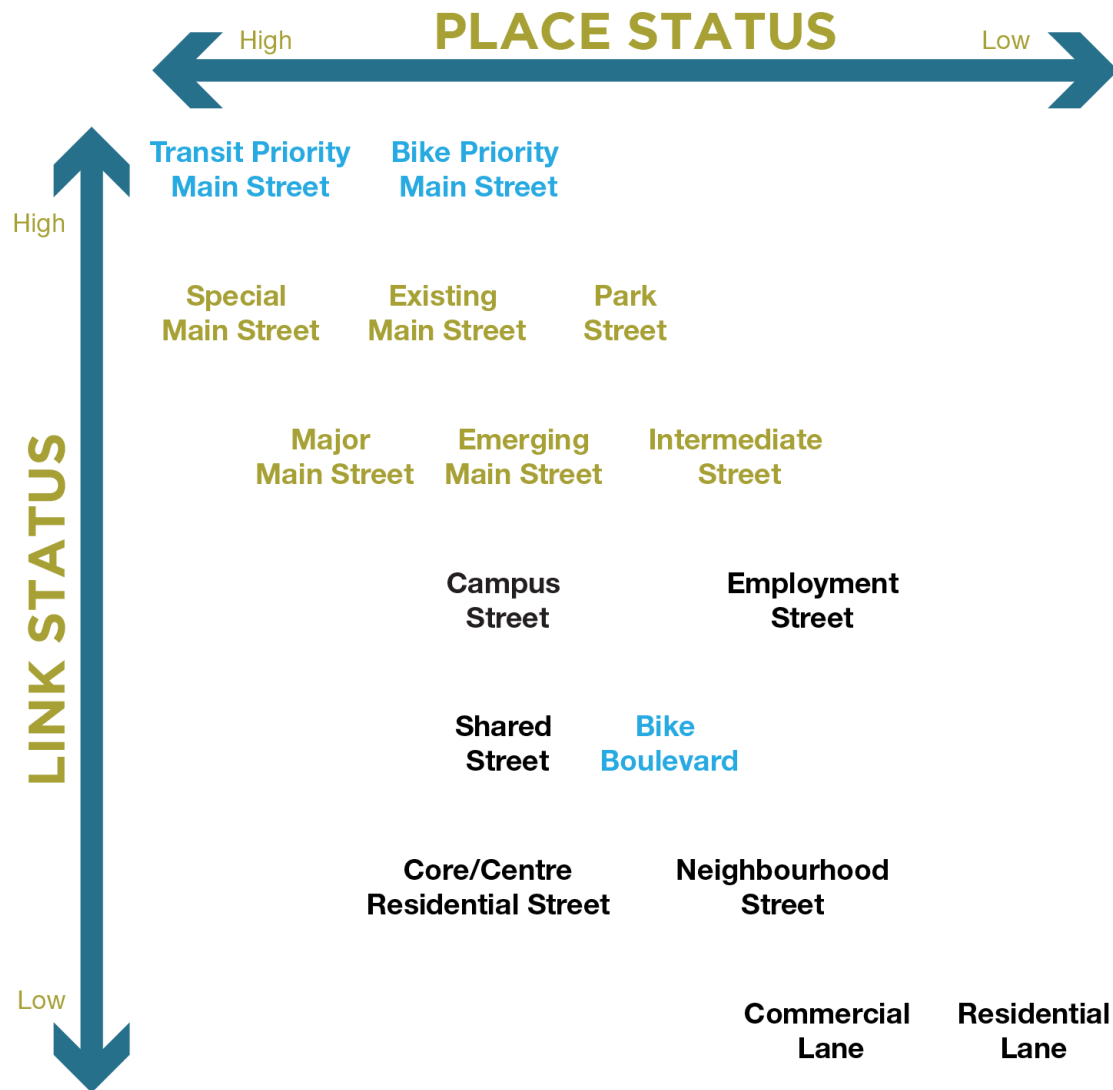 PLACE STATUS
High
Low
LINK STATUS
High
Low
Transit Priority
Main Street
Bike Priority
Main Street
Special
Main Street
Existing
Main Street
Park
Street
Major
Main Street
Emerging
Main Street
Intermediate
Street
Campus
Street
Employment
Street
Shared
Street
Bike
Boulevard
Core/Centre
Residential Street
Neighbourhood
Street
Commercial
Lane
Residential
Lane